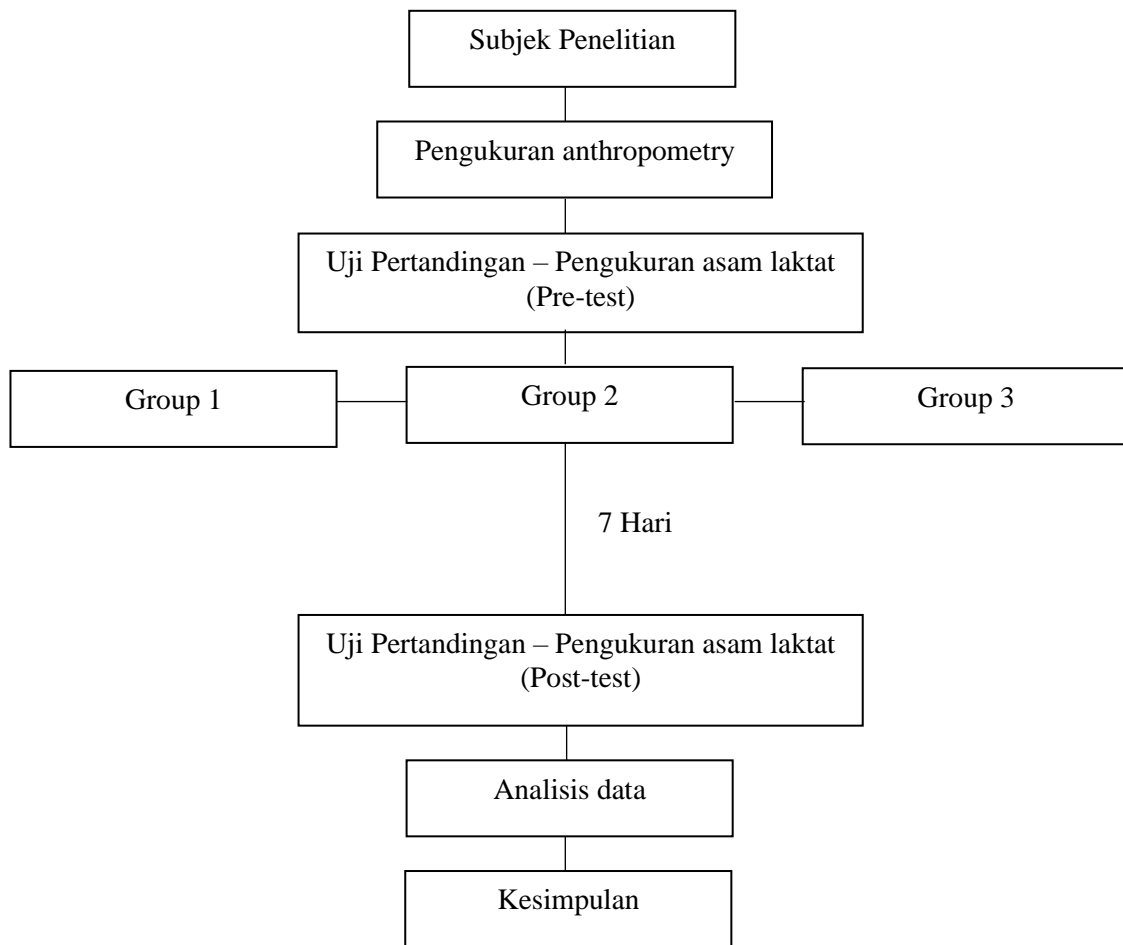 Subjek Penelitian
Pengukuran anthropometry
Uji Pertandingan – Pengukuran asam laktat
(Pre-test)
Group 1
Group 2
Group 3
7 Hari
Uji Pertandingan – Pengukuran asam laktat
(Post-test)
Analisis data
Kesimpulan